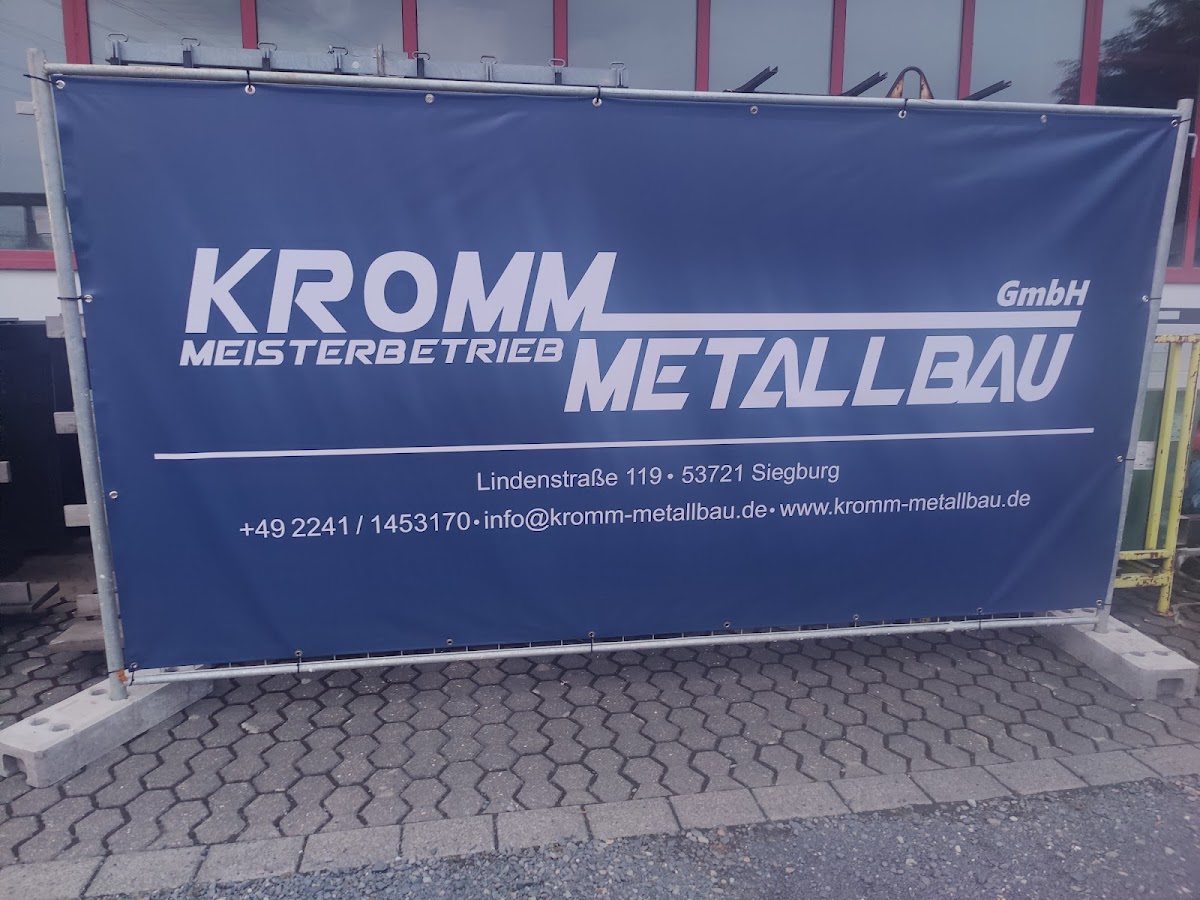 KROMM
GmbH
MEISTERBETRIEB
METALLBAU
Lindenstraße 119 • 53721 Siegburg
+49 2241 / 1453170 • info@kromm-metallbau.de • www.kromm-metallbau.de